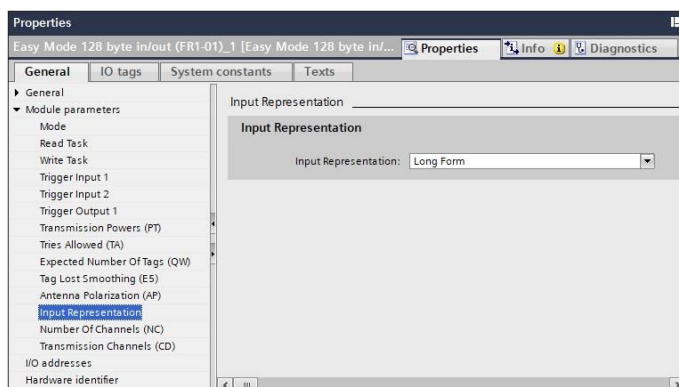 Properties
Easy Mode 128 byte in/out (FR1-01)_1 [Easy Mode 128 byte in/...
Properties
Info
Diagnostics
General
IO tags
System constants
Texts
General
Module parameters
Mode
Read Task
Write Task
Trigger Input 1
Trigger Input 2
Trigger Output 1
Transmission Powers (PT)
Tries Allowed (TA)
Expected Number Of Tags (QW)
Tag Lost Smoothing (E5)
Antenna Polarization (AP)
Input Representation
Number Of Channels (NC)
Transmission Channels (CD)
I/O addresses
Hardware identifier
Input Representation
Input Representation
Input Representation: Long Form